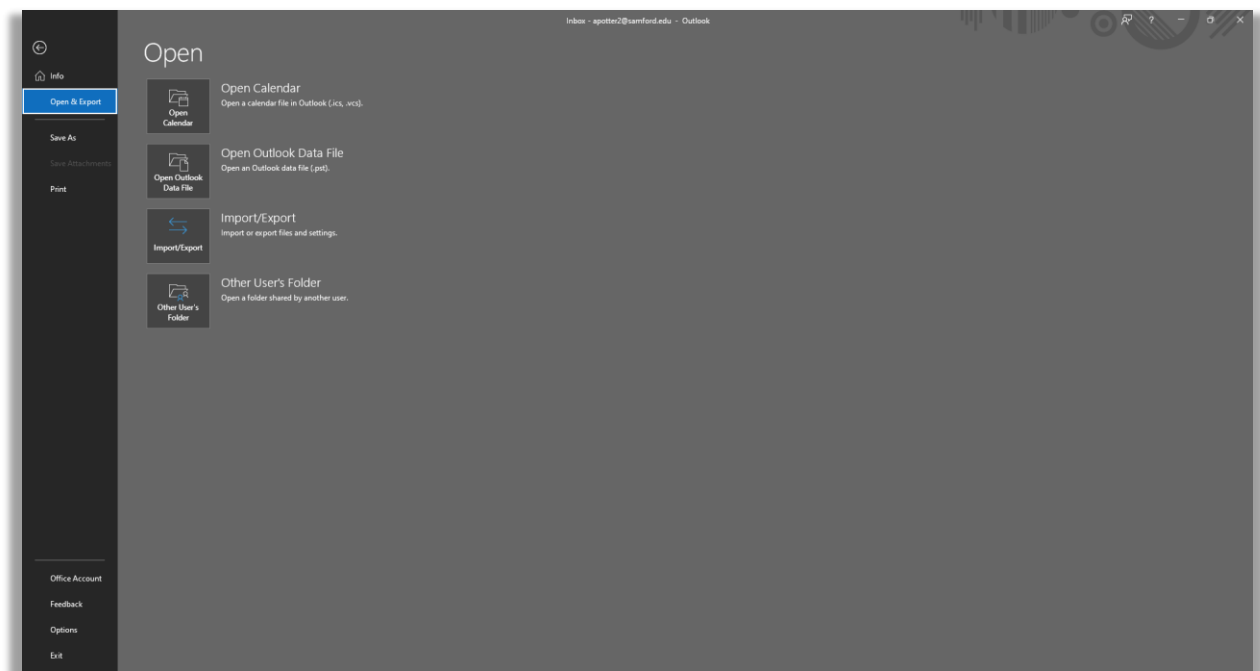 Inbox - apotter2@samford.edu - Outlook
?
Info
Open & Export
Save As
Save Attachments
Print
Office Account
Feedback
Options
Exit
Open
Open
Calendar
Open Calendar
Open a calendar file in Outlook (.ics, .vcs).
Open Outlook
Data File
Open Outlook Data File
Open an Outlook data file (.pst).
Import/Export
Import/Export
Import or export files and settings.
Other User's
Folder
Other User's Folder
Open a folder shared by another user.